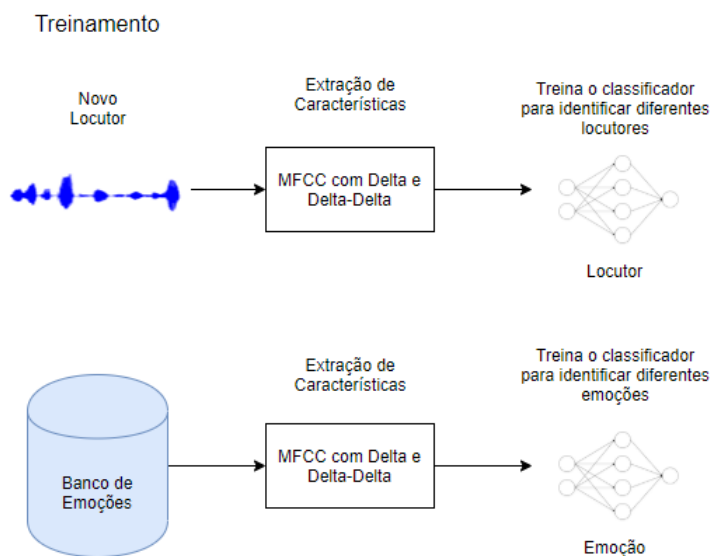 Treinamento
Novo
Locutor
Extração de
Características
MFCC com Delta e
Delta-Delta
Treina o classificador
para identificar diferentes
locutores
Locutor
Banco de
Emoções
Extração de
Características
MFCC com Delta e
Delta-Delta
Treina o classificador
para identificar diferentes
emoções
Emoção